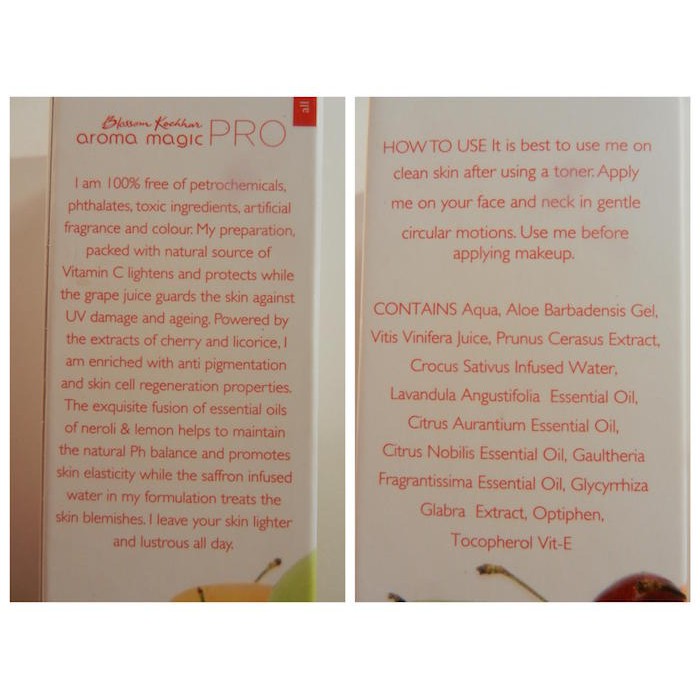 all
Blossom Kochhar
aroma magic PRO
I am 100% free of petrochemicals,
phthalates, toxic ingredients, artificial
fragrance and colour. My preparation,
packed with natural source of
Vitamin C lightens and protects while
the grape juice guards the skin against
UV damage and ageing. Powered by
the extracts of cherry and licorice, I
am enriched with anti pigmentation
and skin cell regeneration properties.
The exquisite fusion of essential oils
of neroli & lemon helps to maintain
the natural Ph balance and promotes
skin elasticity while the saffron infused
water in my formulation treats the
skin blemishes. I leave your skin lighter
and lustrous all day.
HOW TO USE It is best to use me on
clean skin after using a toner. Apply
me on your face and neck in gentle
circular motions. Use me before
applying makeup.
CONTAINS Aqua, Aloe Barbadensis Gel,
Vitis Vinifera Juice, Prunus Cerasus Extract,
Crocus Sativus Infused Water,
Lavandula Angustifolia Essential Oil,
Citrus Aurantium Essential Oil,
Citrus Nobilis Essential Oil, Gaultheria
Fragrantissima Essential Oil, Glycyrrhiza
Glabra Extract, Optiphen,
Tocopherol Vit-E